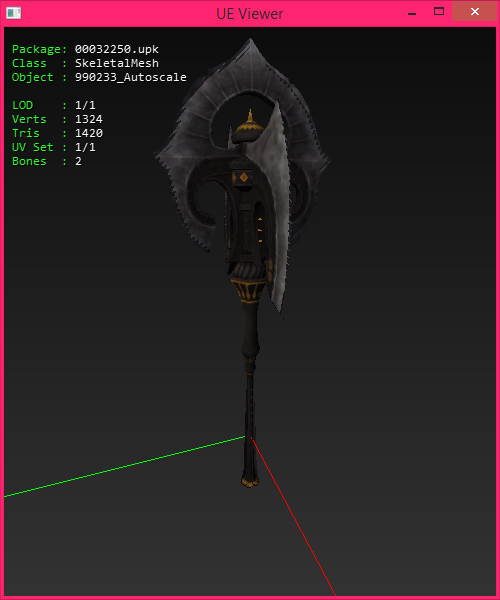 UE Viewer
Package: 00032250.upk
Class : SkeletalMesh
Object : 990233_Autoscale
LOD : 1/1
Verts : 1324
Tris : 1420
UV Set : 1/1
Bones : 2